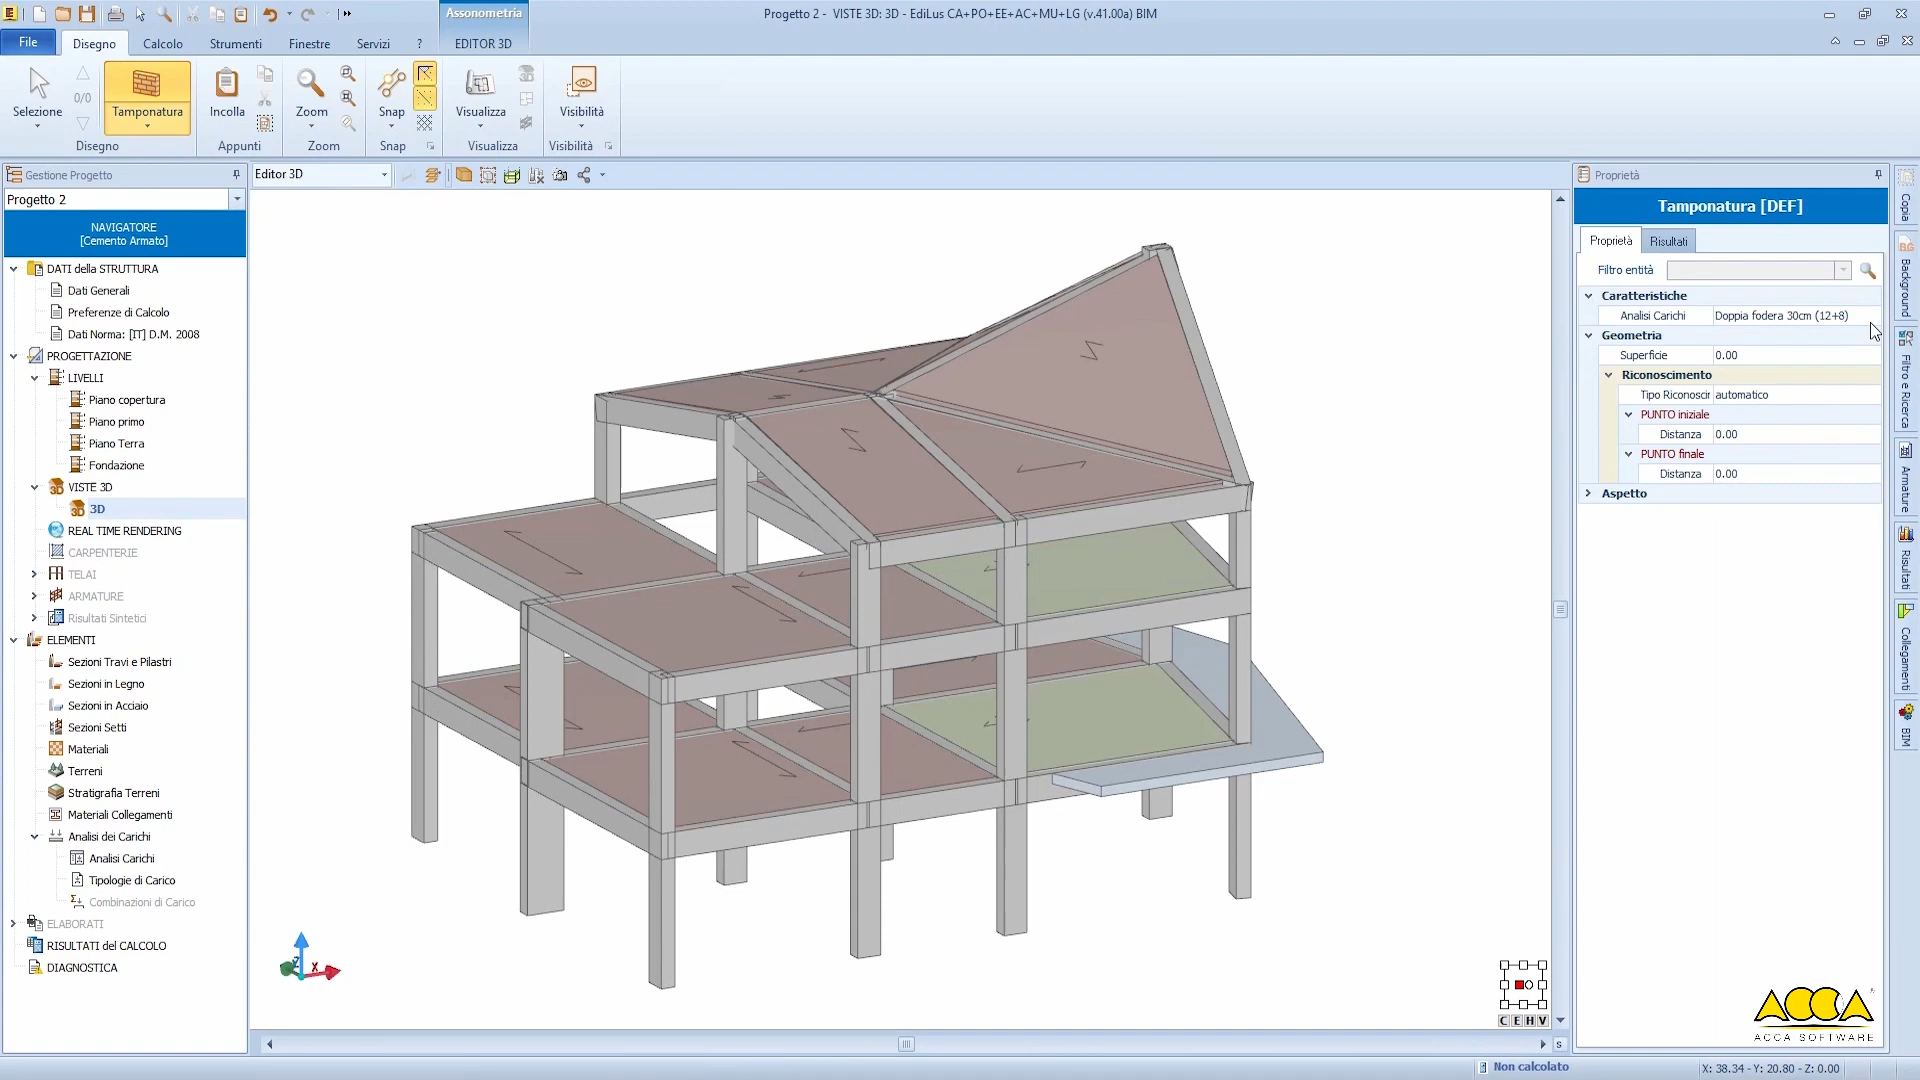 Assonometria
Progetto 2 - VISTE 3D: 3D - EdiLus CA+PO+EE+AC+MU+LG (v.41.00a) BIM
File
Disegno
Calcolo
Strumenti
Finestre
Servizi
?
EDITOR 3D
Selezione
0/0
Tamponatura
Incolla
Zoom
Snap
Visualizza
Visibilità
Disegno
Appunti
Zoom
Snap
Visualizza
Visibilità
Gestione Progetto
Editor 3D
Proprietà
Progetto 2
NAVIGATORE
[Cemento Armato]
DATI della STRUTTURA
Dati Generali
Preferenze di Calcolo
Dati Norma: [IT] D.M. 2008
PROGETTAZIONE
LIVELLI
Piano copertura
Piano primo
Piano Terra
Fondazione
VISTE 3D
3D
REAL TIME RENDERING
CARPENTERIE
TELAI
ARMATURE
Risultati Sintetici
ELEMENTI
Sezioni Travi e Pilastri
Sezioni in Legno
Sezioni in Acciaio
Sezioni Setti
Materiali
Terreni
Stratigrafia Terreni
Materiali Collegamenti
Analisi dei Carichi
Analisi Carichi
Tipologie di Carico
Combinazioni di Carico
ELABORATI
RISULTATI del CALCOLO
DIAGNOSTICA
Z
X
C E H V
S
Tamponatura [DEF]
Proprietà
Risultati
Filtro entità
Caratteristiche
Analisi Carichi Doppia fodera 30cm (12+8)
Geometria
Superficie 0.00
Riconoscimento
Tipo Riconoscir automatico
PUNTO iniziale
Distanza 0.00
PUNTO finale
Distanza 0.00
Aspetto
Copia
Background
Filtro e Ricerca
Armature
Risultati
Collegamenti
BIM
ACCA
ACCA SOFTWARE
Non calcolato
X: 38.34 - Y: 20.80 - Z: 0.00